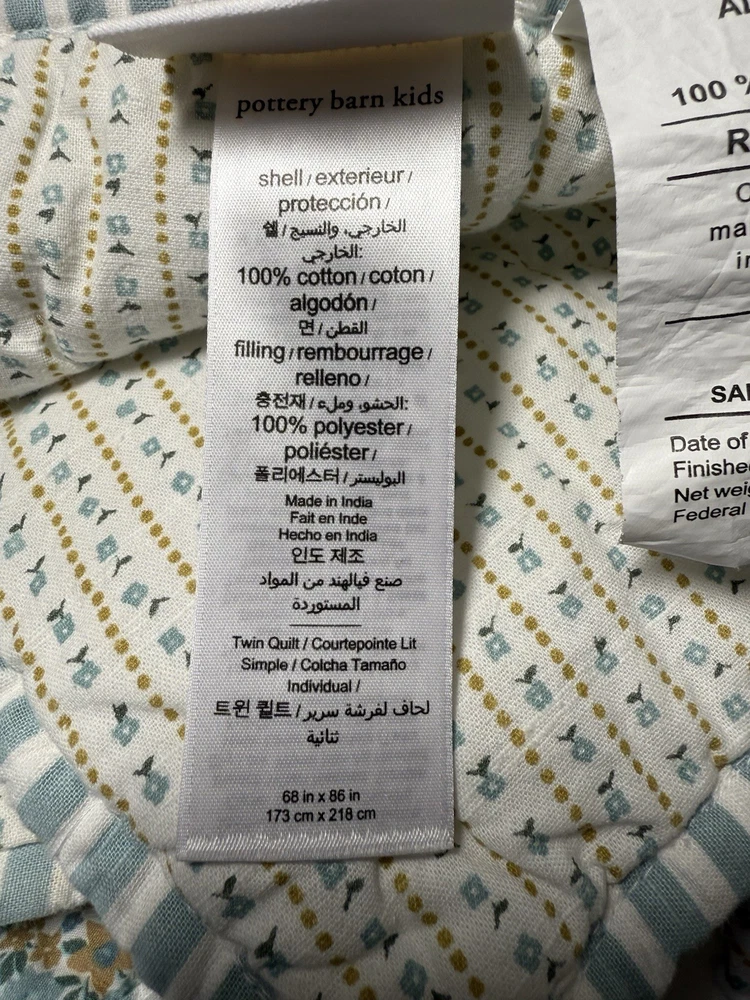 pottery barn kids
shell / exterieur /
protección /
쉘 / الخارجي، والنسيج
الخارجي:
100% cotton / coton /
algodón /
면 / القطن
filling / rembourrage /
relleno /
충전재 / الحشو، وملء:
100% polyester /
poliéster /
폴리에스터 / البوليستر
Made in India
Fait en Inde
Hecho en India
인도 제조
صنع فيالهند من المواد
المستوردة
Twin Quilt / Courtepointe Lit
Simple / Colcha Tamaño
Individual /
트윈 퀼트 / لحاف لفرشة سرير
ثنائية
68 in x 86 in
173 cm x 218 cm
100 %
Date of
Net
Federal